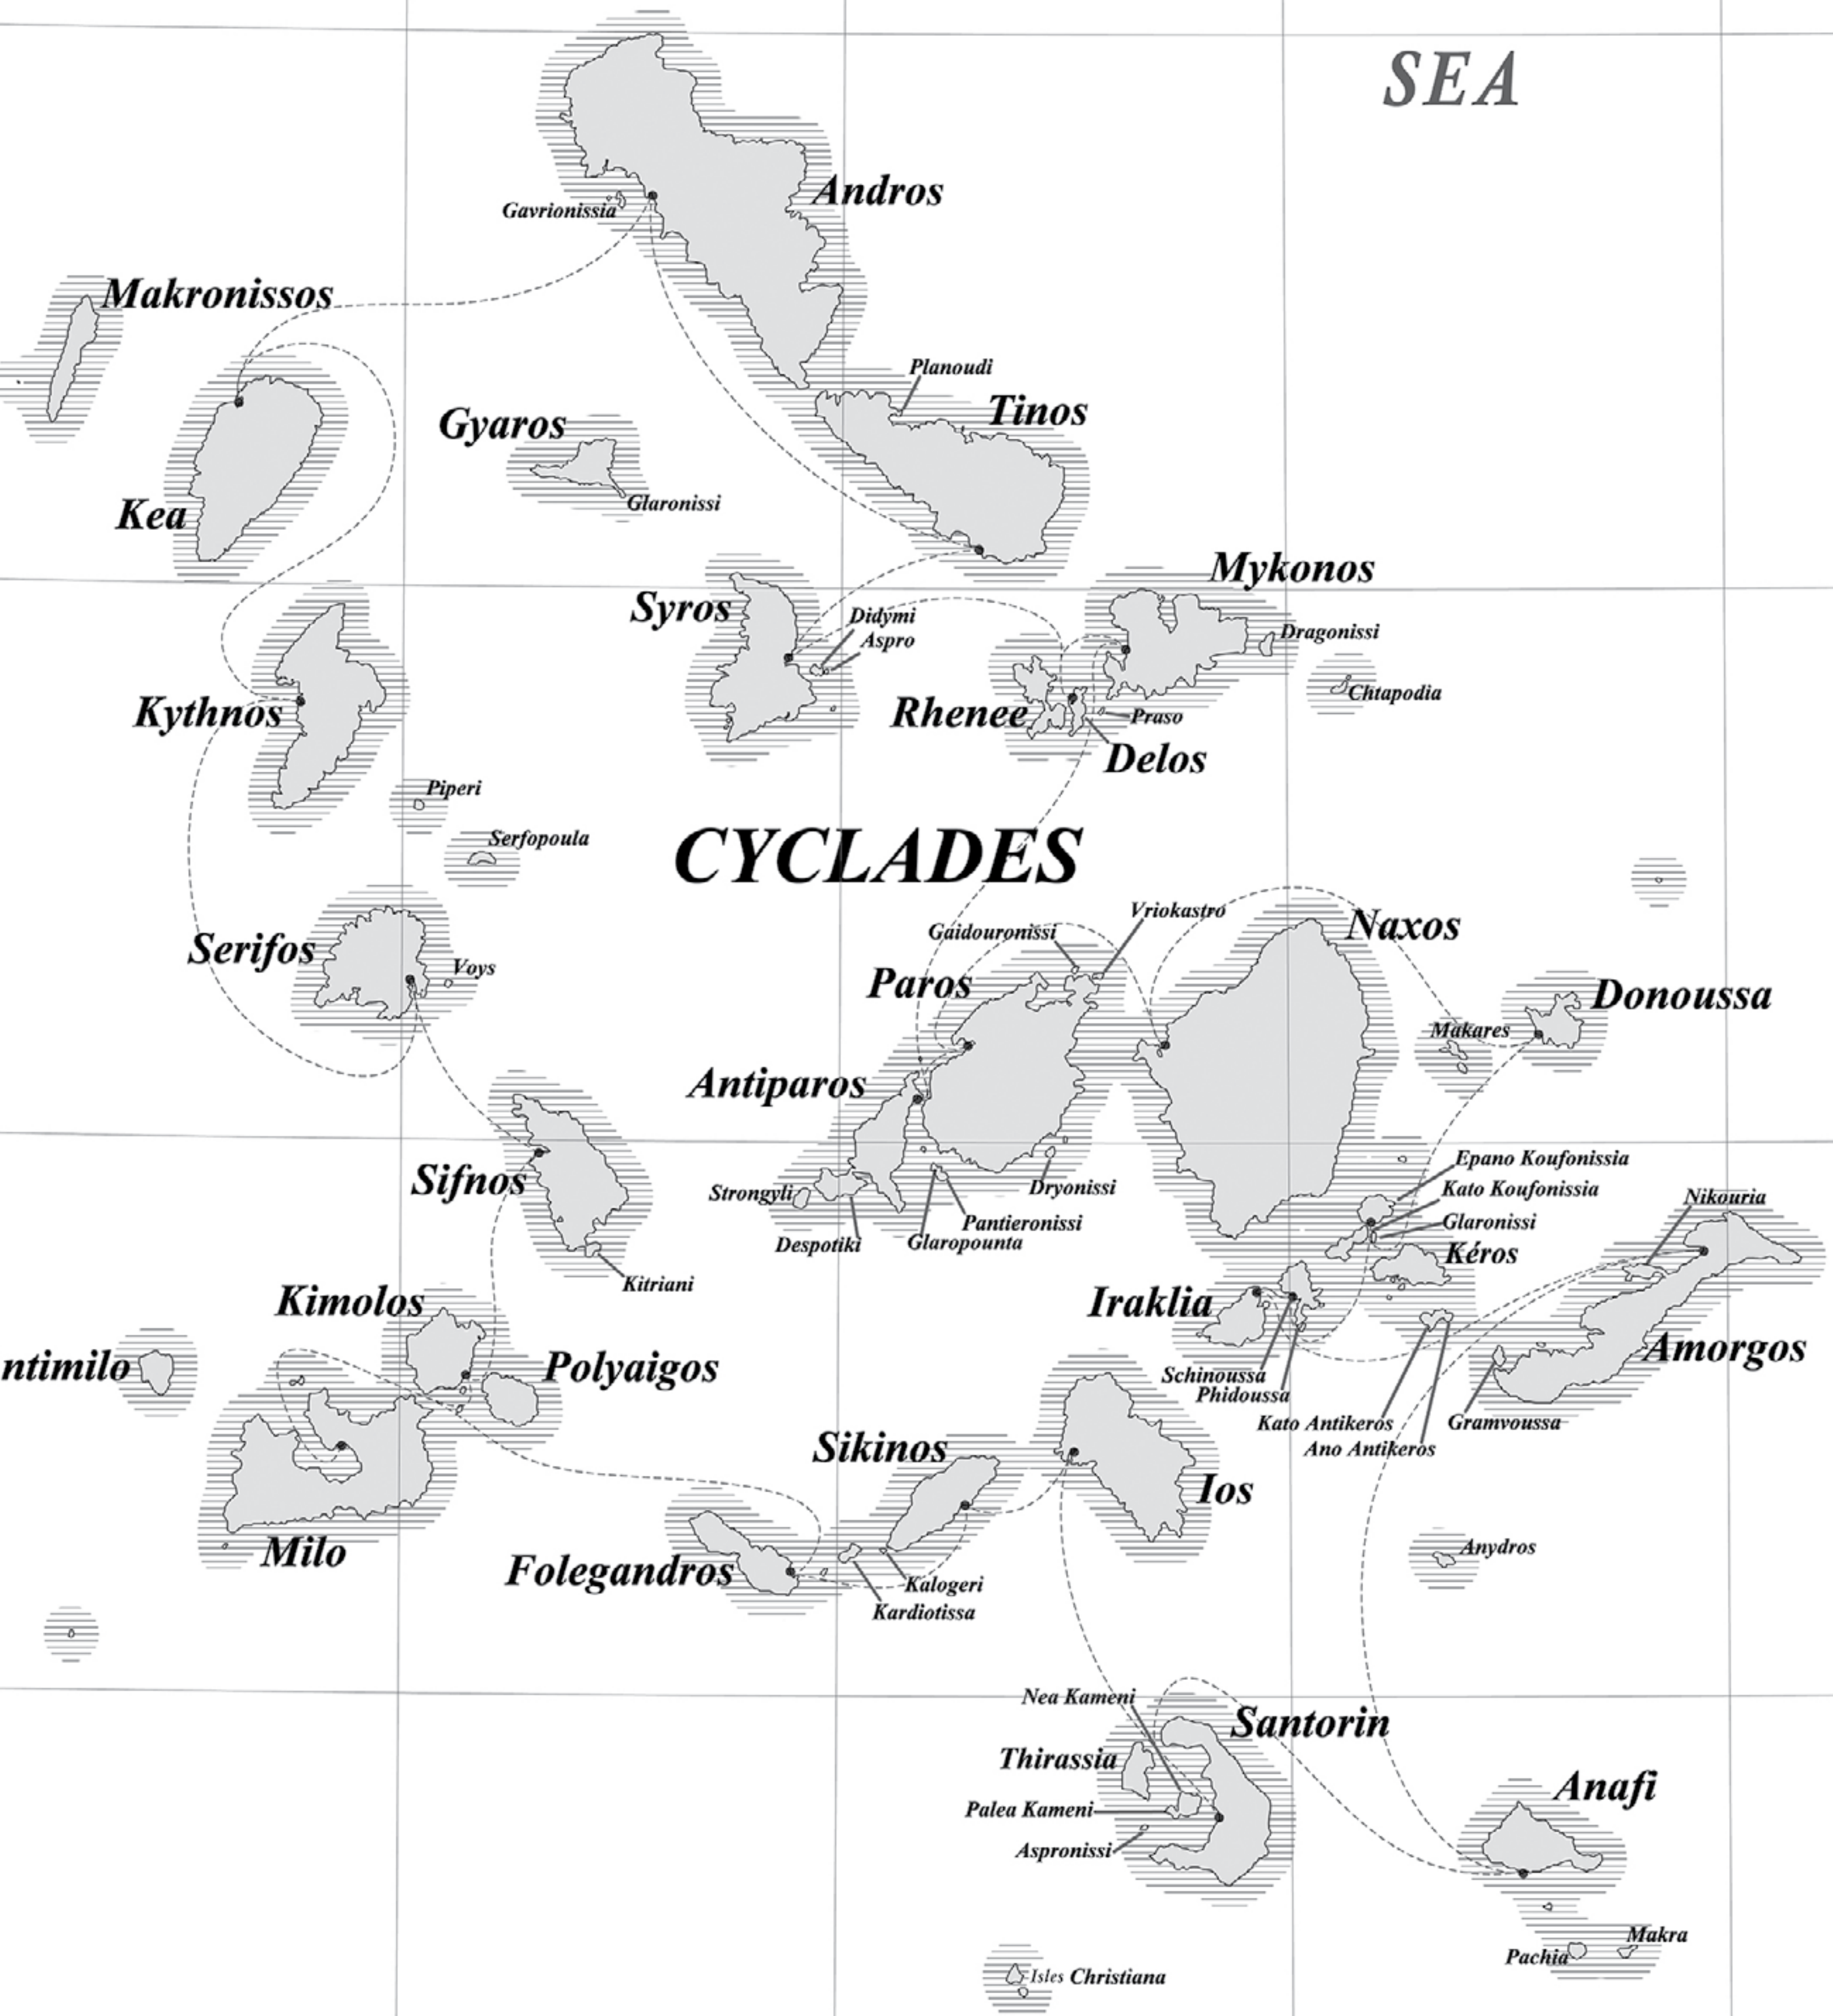 SEA
Andros
Gavrionissia
Makronissos
Planoudi
Tinos
Gyaros
Glaronissi
Kea
Mykonos
Syros
Didymi
Aspro
Dragonissi
Chtapodia
Kythnos
Rhenee
Praso
Delos
Piperi
Serfopoula
CYCLADES
Vriokastro
Gaidouronissi
Naxos
Serifos
Voys
Paros
Donoussa
Makares
Antiparos
Epano Koufonissia
Sifnos
Kato Koufonissia
Strongyli
Dryonissi
Nikouria
Pantieronissi
Glaronissi
Despotiki
Glaropounta
Kéros
Kitriani
Kimolos
Iraklia
Amorgos
ntimilo
Polyaigos
Schinoussa
Phidoussa
Kato Antikeros
Gramvoussa
Ano Antikeros
Sikinos
Ios
Milo
Anydros
Folegandros
Kalogeri
Kardiotissa
Nea Kameni
Santorin
Thirassia
Anafi
Palea Kameni
Aspronissi
Makra
Pachia
Isles Christiana